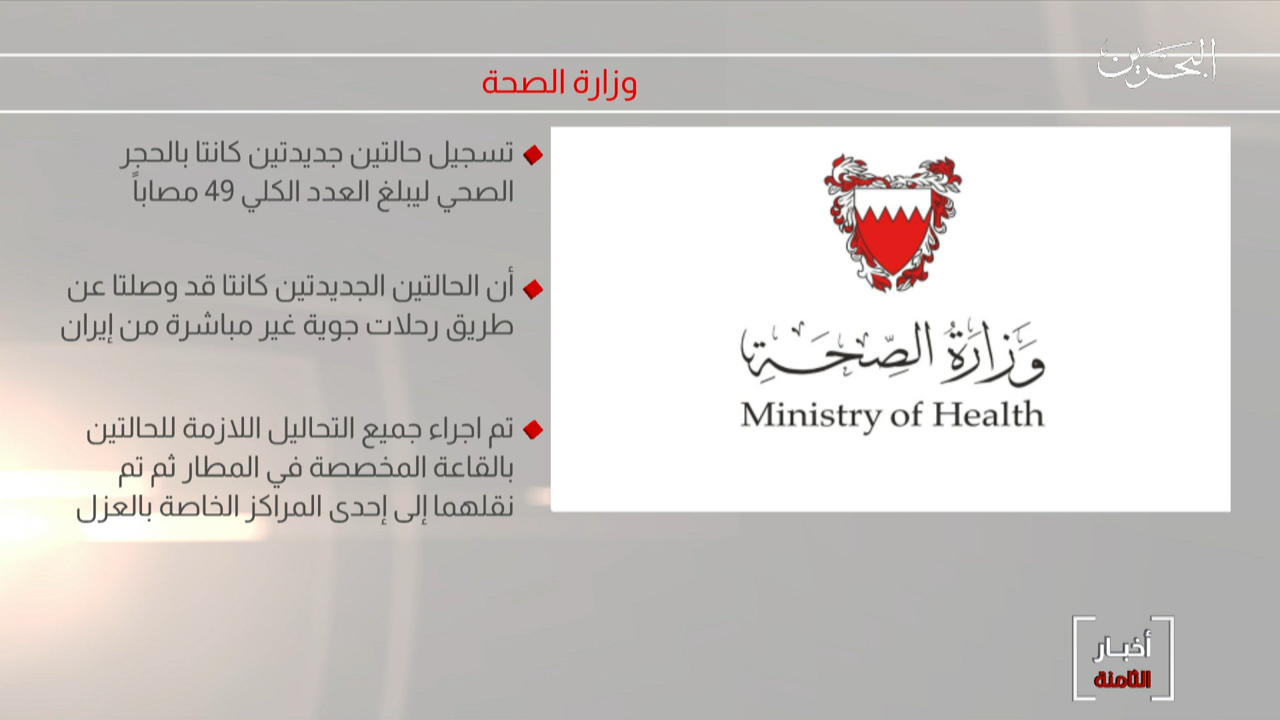 البحرين
وزارة الصحة
تسجيل حالتين جديدتين كانتا بالحجر
الصحي ليبلغ العدد الكلي 49 مصاباً
أن الحالتين الجديدتين كانتا قد وصلتا عن
طريق رحلات جوية غير مباشرة من إيران
تم اجراء جميع التحاليل اللازمة للحالتين
بالقاعة المخصصة في المطار ثم تم
نقلهما إلى إحدى المراكز الخاصة بالعزل
وَزَارَةُ الصِّحَّةِ
Ministry of Health
أخبار
الثامنة